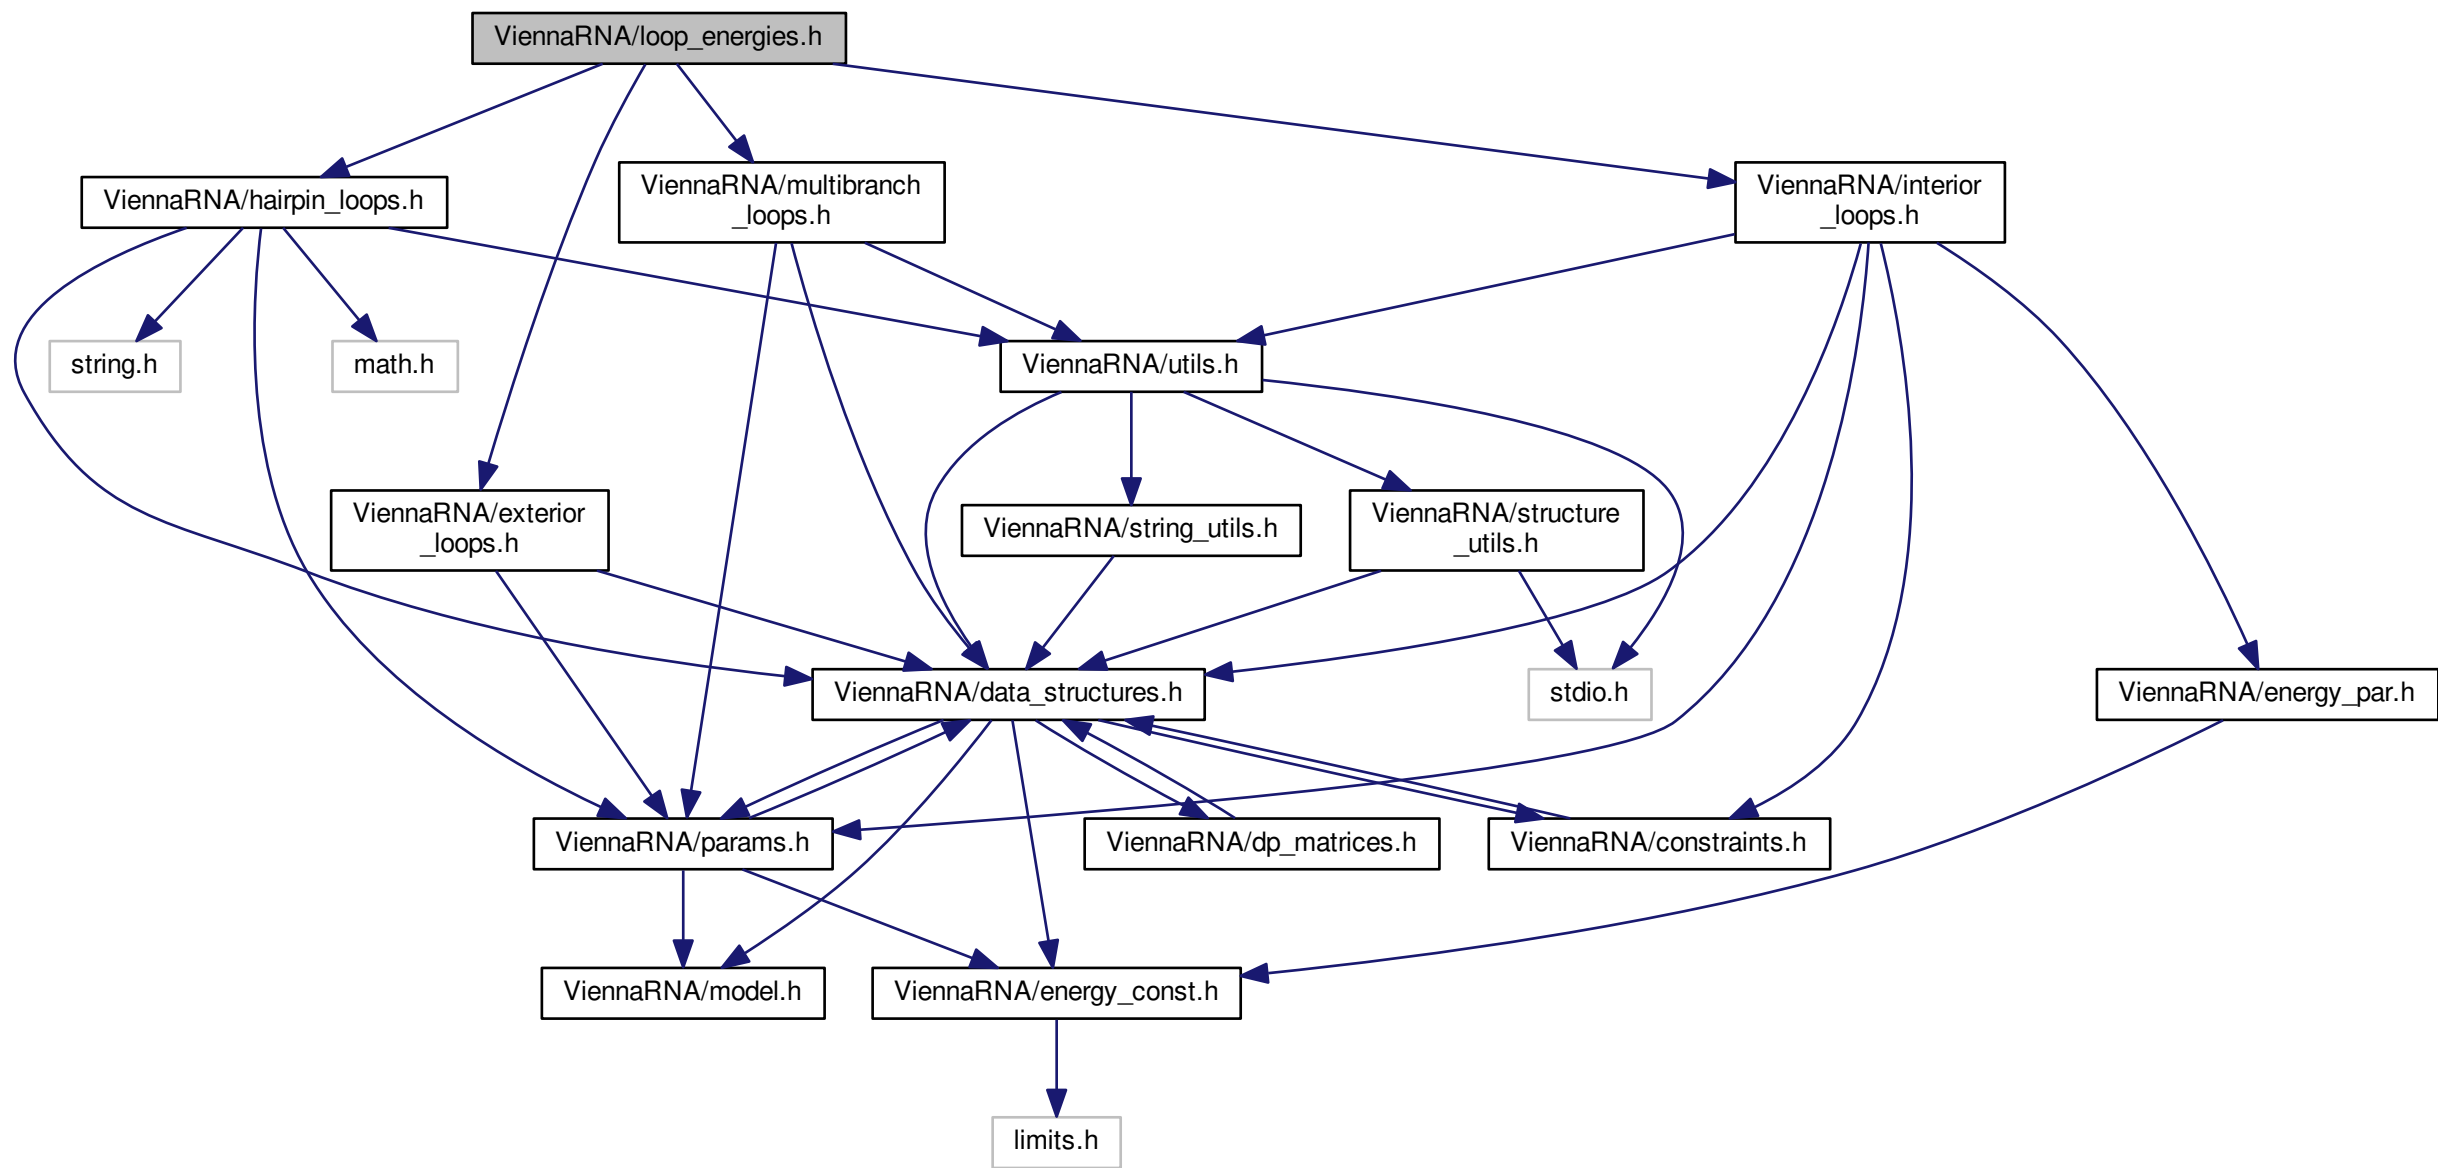 ViennaRNA/loop_energies.h
ViennaRNA/hairpin_loops.h
ViennaRNA/multibranch
_loops.h
ViennaRNA/interior
_loops.h
string.h
math.h
ViennaRNA/utils.h
ViennaRNA/exterior
_loops.h
ViennaRNA/string_utils.h
ViennaRNA/structure
_utils.h
ViennaRNA/data_structures.h
stdio.h
ViennaRNA/energy_par.h
ViennaRNA/params.h
ViennaRNA/dp_matrices.h
ViennaRNA/constraints.h
ViennaRNA/model.h
ViennaRNA/energy_const.h
limits.h